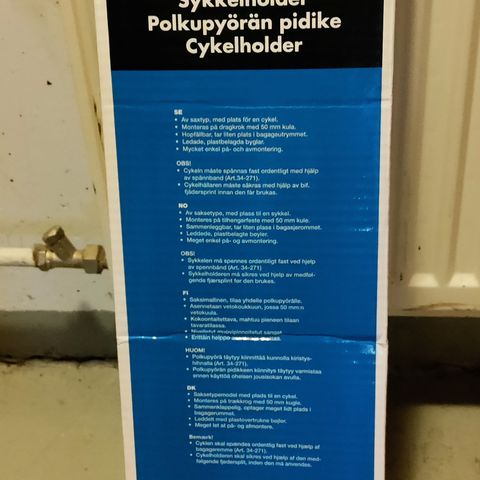 Sykkelholder
Polkupyörän pidike
Cykelholder
SE
• Av saxtyp, med plats för en cykel.
• Monteras på dragkrok med 50 mm kula.
• Hopfällbar, tar liten plats i bagageutrymmet.
• Ledade, plastbelagda byglar.
• Mycket enkel på- och avmontering.
OBS!
• Cykeln måste spännas fast ordentligt med hjälp
av spännband (Art.34-271).
• Cykelhållaren måste säkras med hjälp av bif.
fjädersprint innan den får brukas.
NO
• Av saksetype, med plass til en sykkel.
• Monteres på tilhengerfeste med 50 mm kule.
• Sammenleggbar, tar liten plass i bagasjerommet.
• Leddede, plastbelagte bøyler.
• Meget enkel på- og avmontering.
OBS!
• Sykkelen må spennes ordantligt fast ved hjelp
av spennbånd (Art. 34-271)
• Sykkelholderen må sikres ved hjelp av medføl-
gende fjærsplint før den brukes.
FI
• Saksimallinen, tilaa yhdelle polkupyörälle.
• Asennetaan vetokoukkuun, jossa 50 mm:n
vetokuula.
• Kokoontaitettava, mahtuu pieneen tilaan
tavaratilassa.
• Nivelletyt muovipinnoitetut sangat.
• Erittäin helppo
HUOM!
• Polkupyörä täytyy kiinnittää kunnolla kiristys-
hihnalla (Art. 34-271).
• Polkupyörän pidikkeen kiinnitys täytyy varmistaa
ennen käyttöä oheisen jousisokan avulla.
DK
• Saksetypemodel med plads til en cykel.
• Monteres på trækkrog med 50 mm kugle.
• Sammenklappelig, optager meget lidt plads i
bagagerummet.
• Leddelt med plastovertrukne bøjler.
• Meget let at på- og afmontere.
Bemærk!
• Cyklen skal spændes ordentlig fast ved hjælp af
bagageremme (Art. 34-271).
• Cykelholderen skal sikres ved hjælp af den med-
følgende fjedersplit, inden den må anvendes.